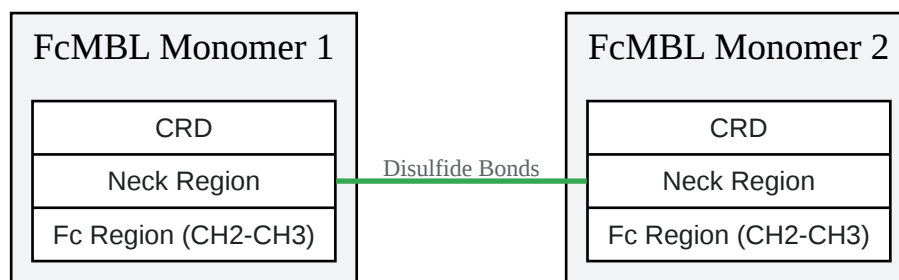 FcMBL Monomer 1
CRD
Neck Region
Fc Region (CH2-CH3)
Disulfide Bonds
FcMBL Monomer 2
CRD
Neck Region
Fc Region (CH2-CH3)